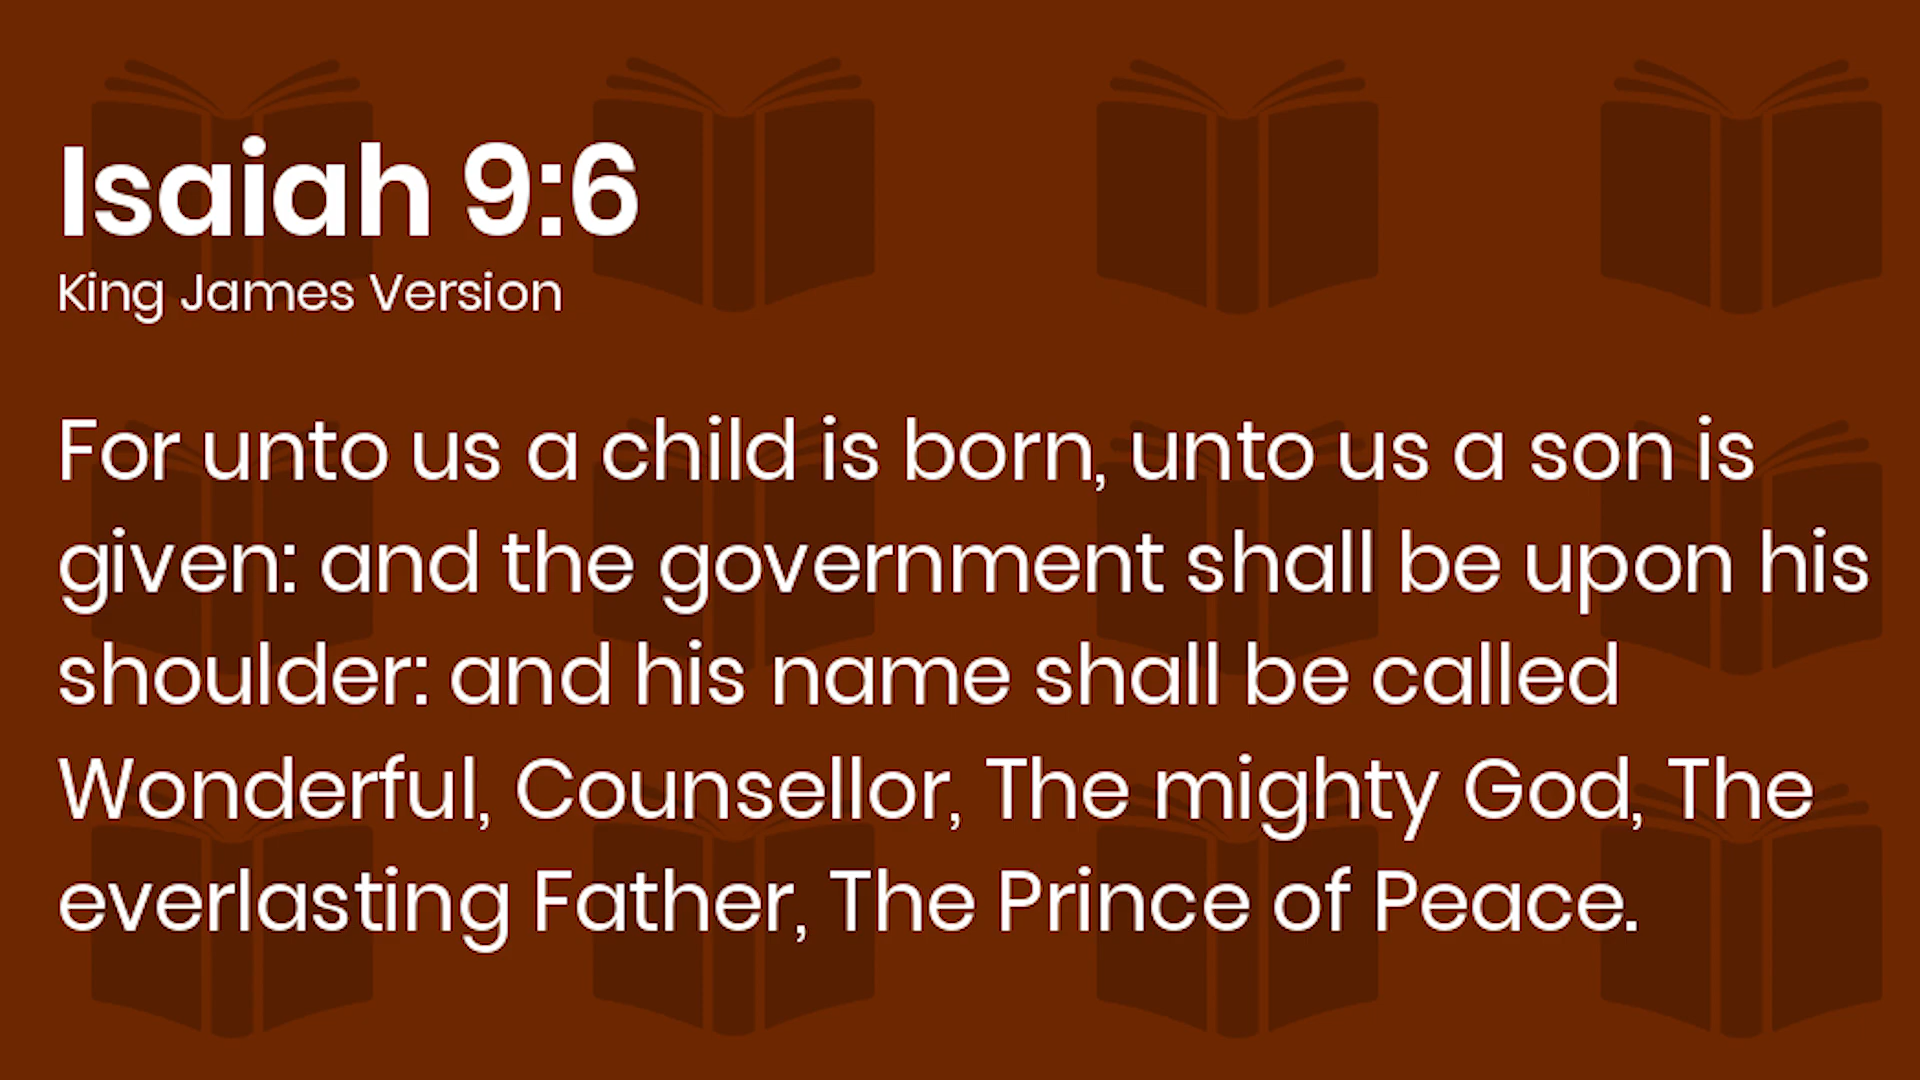 Isaiah 9:6
King James Version
For unto us a child is born, unto us a son is
given: and the government shall be upon his
shoulder: and his name shall be called
Wonderful, Counsellor, The mighty God, The
everlasting Father, The Prince of Peace.